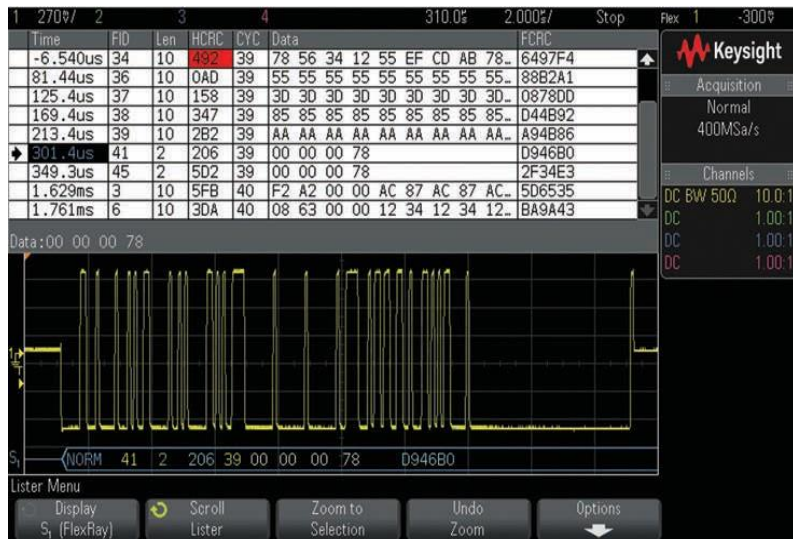 1 270▽/ 2 3 4 310.0s 2.000s/ Stop Flex 1 -300▽
Time FID Len HCRC CYC Data FCRC
-6.540us 34 10 492 39 78 56 34 12 55 EF CD AB 78… 6497F4
81.44us 36 10 0AD 39 55 55 55 55 55 55 55 55 55… 88B2A1
125.4us 37 10 158 39 3D 3D 3D 3D 3D 3D 3D 3D 3D… 0878DD
169.4us 38 10 347 39 85 85 85 85 85 85 85 85 85… D44B92
213.4us 39 10 2B2 39 AA AA AA AA AA AA AA AA AA… A94B86
301.4us 41 2 206 39 00 00 00 78 D946B0
349.3us 45 2 5D2 39 00 00 00 78 2F34E3
1.629ms 3 10 5FB 40 F2 A2 00 00 AC 87 AC 87 AC… 5D6535
1.761ms 6 10 3DA 40 08 63 00 00 12 34 12 34 12… BA9A43
Data:00 00 00 78
Keysight
Acquisition
Normal
400MSa/s
Channels
DC BW 50Ω 10.0:1
DC 1.00:1
DC 1.00:1
DC 1.00:1
S1 NORM 41 2 206 39 00 00 00 78 D946B0
Lister Menu
Display
S1 (FlexRay)
Scroll
Lister
Zoom to
Selection
Undo
Zoom
Options